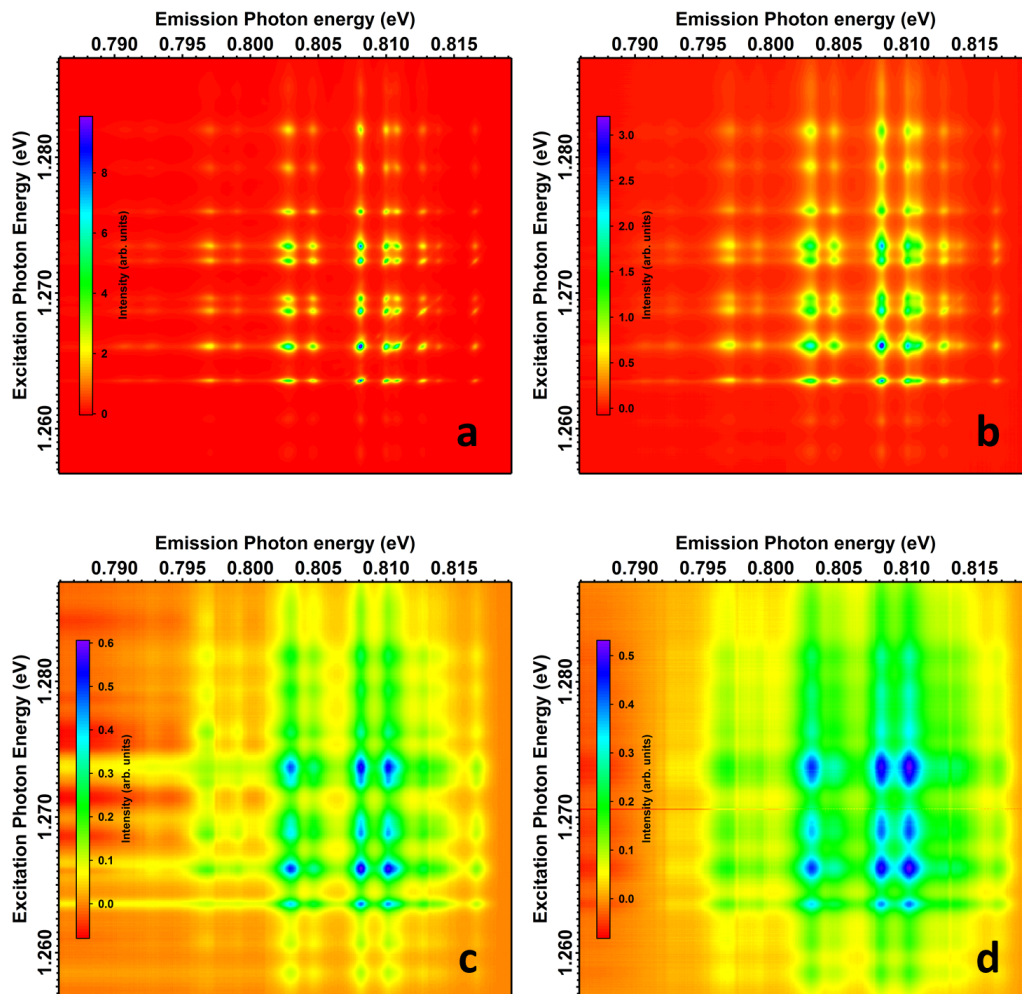 Emission Photon energy (eV)
0.790 0.795 0.800 0.805 0.810 0.815
Excitation Photon Energy (eV)
1.280
1.270
1.260
8
6
4
2
0
Intensity (arb. units)
a
Emission Photon energy (eV)
0.790 0.795 0.800 0.805 0.810 0.815
Excitation Photon Energy (eV)
1.280
1.270
1.260
3.0
2.5
2.0
1.5
1.0
0.5
0.0
Intensity (arb. units)
b
Emission Photon energy (eV)
0.790 0.795 0.800 0.805 0.810 0.815
Excitation Photon Energy (eV)
1.280
1.270
1.260
0.6
0.5
0.4
0.3
0.2
0.1
0.0
Intensity (arb. units)
c
Emission Photon energy (eV)
0.790 0.795 0.800 0.805 0.810 0.815
Excitation Photon Energy (eV)
1.280
1.270
1.260
0.5
0.4
0.3
0.2
0.1
0.0
Intensity (arb. units)
d